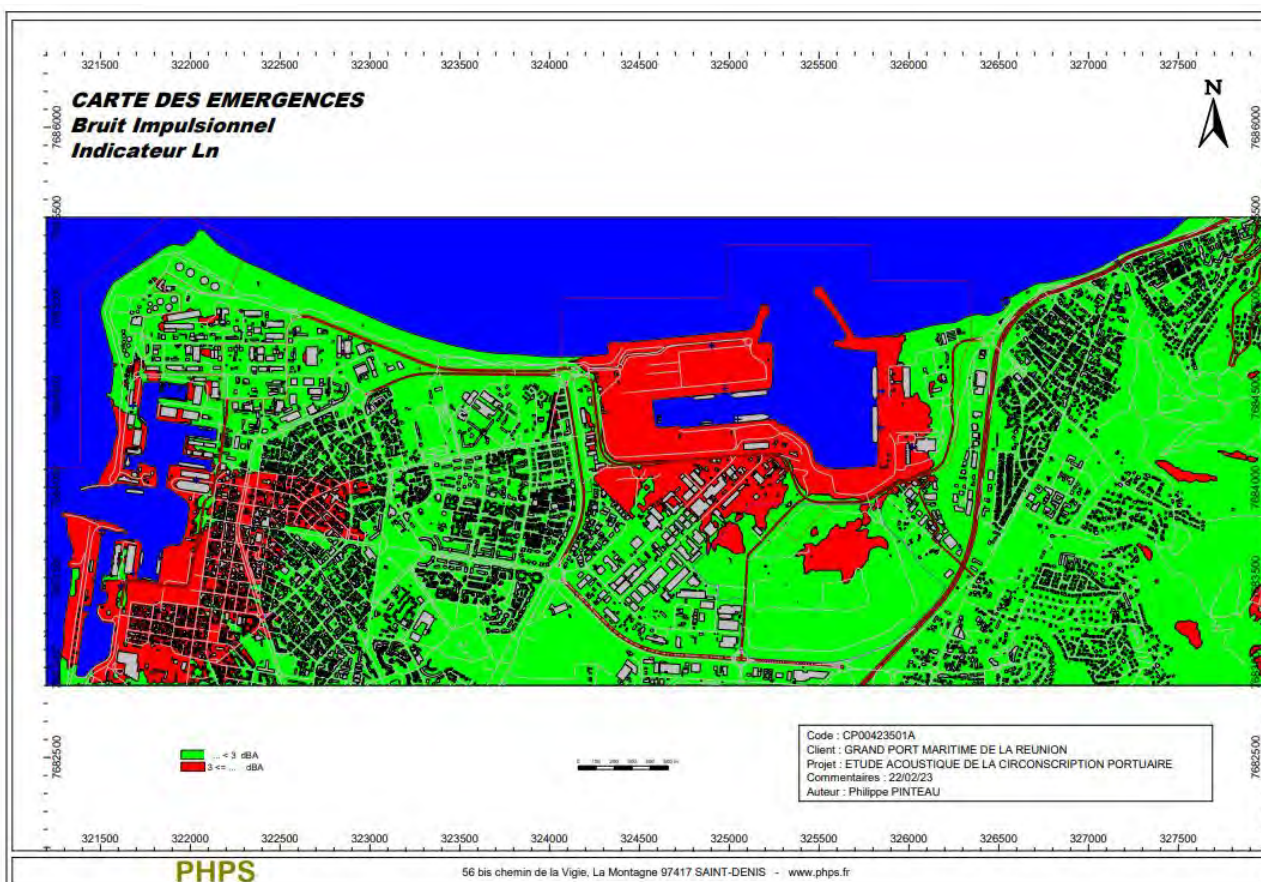 321500 322000 322500 323000 323500 324000 324500 325000 325500 326000 326500 327000 327500
CARTE DES EMERGENCES
Bruit Impulsionnel
Indicateur Ln
N
7686000
7686000
7684500
7684000
7683500
... < 3 dBA
3 <= ... dBA
7682500
7682500
Code : CP00423501A
Client : GRAND PORT MARITIME DE LA REUNION
Projet : ETUDE ACOUSTIQUE DE LA CIRCONSCRIPTION PORTUAIRE
Commentaires : 22/02/23
Auteur : Philippe PINTEAU
321500 322000 322500 323000 323500 324000 324500 325000 325500 326000 326500 327000 327500
PHPS
56 bis chemin de la Vigie, La Montagne 97417 SAINT-DENIS - www.phps.fr